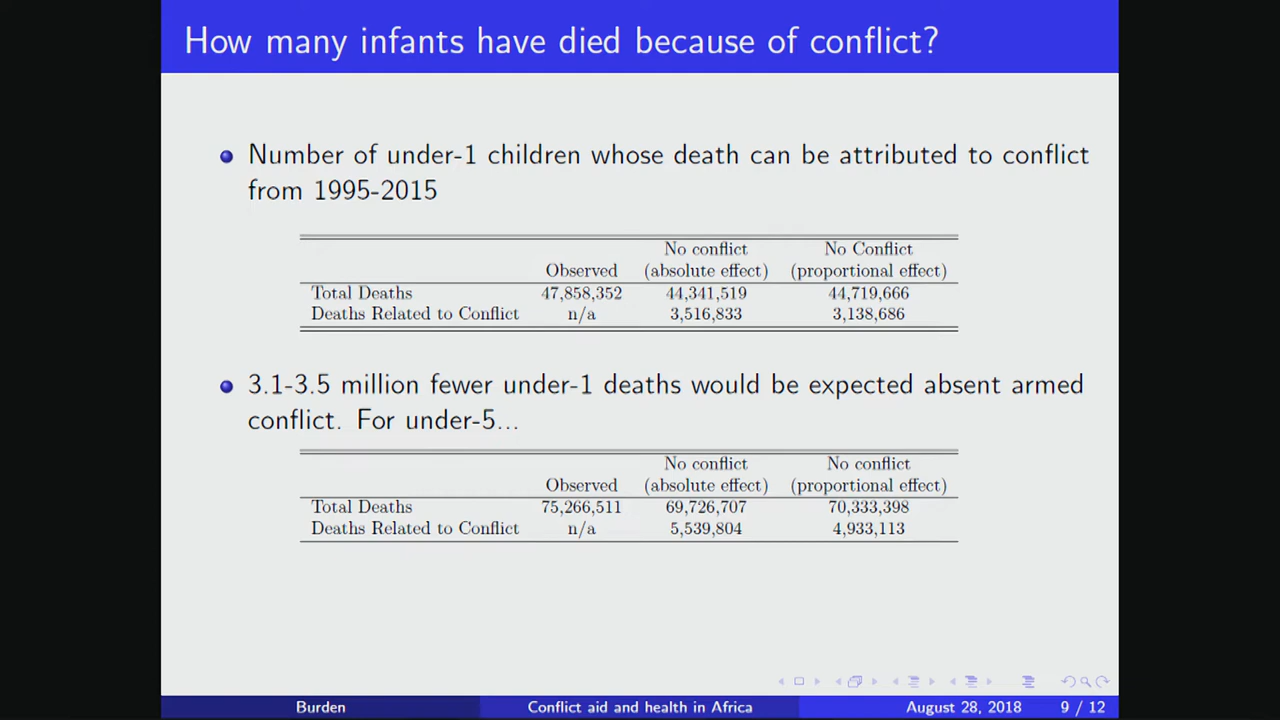 How many infants have died because of conflict?
Number of under-1 children whose death can be attributed to conflict
from 1995-2015
No conflict No Conflict
Observed (absolute effect) (proportional effect)
Total Deaths 47,858,352 44,341,519 44,719,666
Deaths Related to Conflict n/a 3,516,833 3,138,686
3.1-3.5 million fewer under-1 deaths would be expected absent armed
conflict. For under-5...
No conflict No conflict
Observed (absolute effect) (proportional effect)
Total Deaths 75,266,511 69,726,707 70,333,398
Deaths Related to Conflict n/a 5,539,804 4,933,113
Burden Conflict aid and health in Africa August 28, 2018 9 / 12